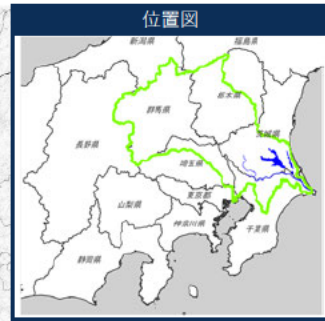 位置図
新潟県
福島県
群馬県
栃木県
茨城県
長野県
埼玉県
東京都
山梨県
神奈川県
千葉県
静岡県